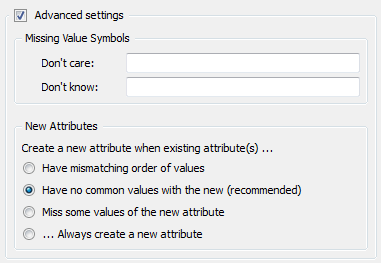 Advanced settings
Missing Value Symbols
Don't care:
Don't know:
New Attributes
Create a new attribute when existing attribute(s) ...
Have mismatching order of values
Have no common values with the new (recommended)
Miss some values of the new attribute
... Always create a new attribute